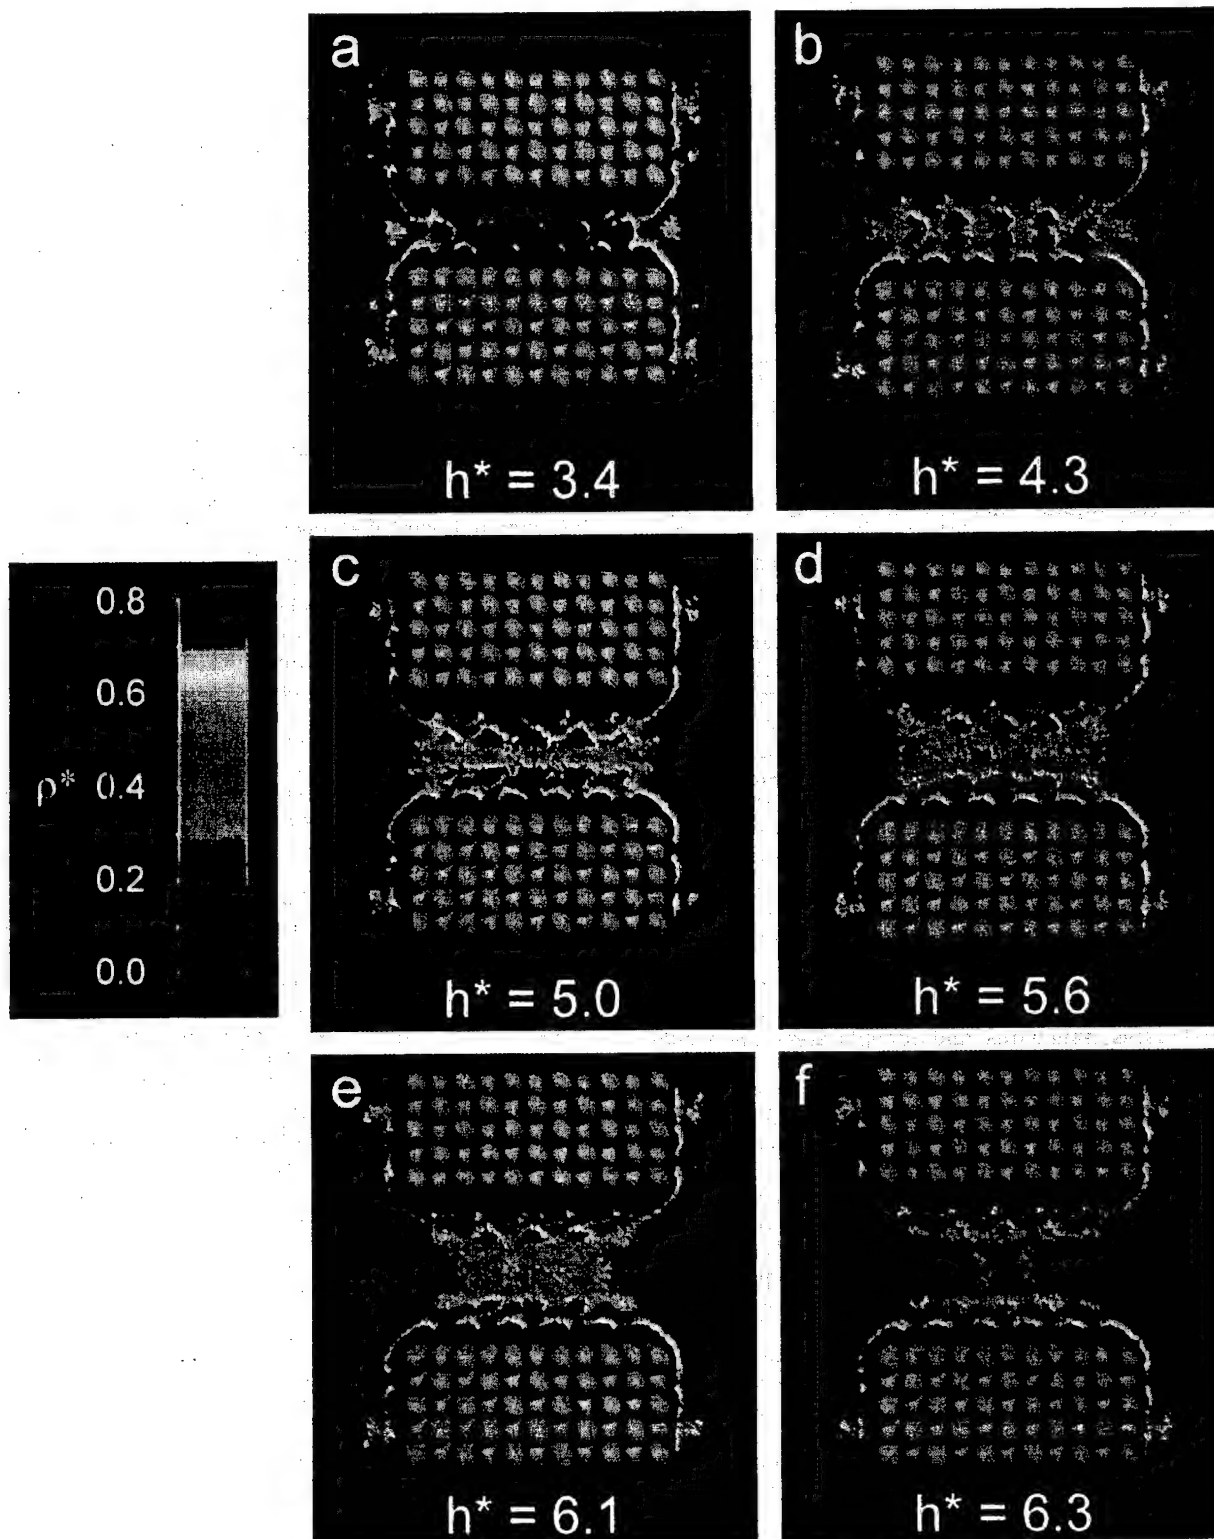 a
b
h* = 3.4
h* = 4.3
c
d
0.8
0.6
ρ* 0.4
0.2
0.0
h* = 5.0
h* = 5.6
e
f
h* = 6.1
h* = 6.3